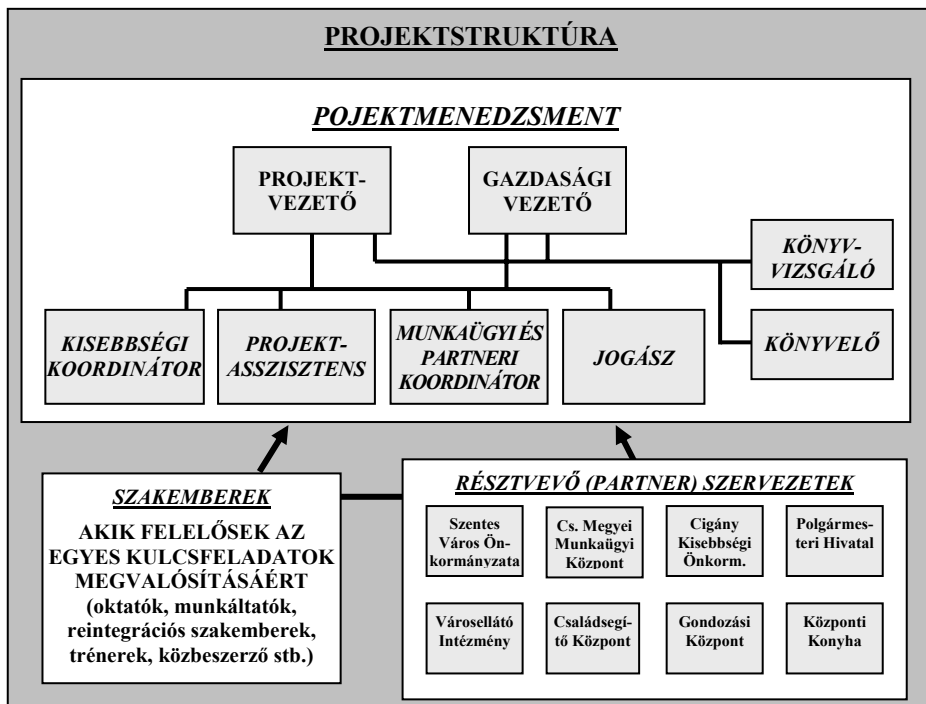 PROJEKTSTRUKTÚRA
POJEKTMENEDZSMENT
PROJEKT-
VEZETŐ
GAZDASÁGI
VEZETŐ
KÖNYV-
VIZSGÁLÓ
KISEBBSÉGI
KOORDINÁTOR
PROJEKT-
ASSZISZTENS
MUNKAÜGYI ÉS
PARTNERI
KOORDINÁTOR
JOGÁSZ
KÖNYVELŐ
SZAKEMBEREK
AKIK FELELŐSEK AZ
EGYES KULCSFELADATOK
MEGVALÓSÍTÁSÁÉRT
(oktatók, munkáltatók,
reintegrációs szakemberek,
trénerek, közbeszerző stb.)
RÉSZTVEVŐ (PARTNER) SZERVEZETEK
Szentes
Város Ön-
kormányzata
Cs. Megyei
Munkaügyi
Központ
Cigány
Kisebbségi
Önkorm.
Polgármes-
teri Hivatal
Városellátó
Intézmény
Családsegí-
tő Központ
Gondozási
Központ
Központi
Konyha